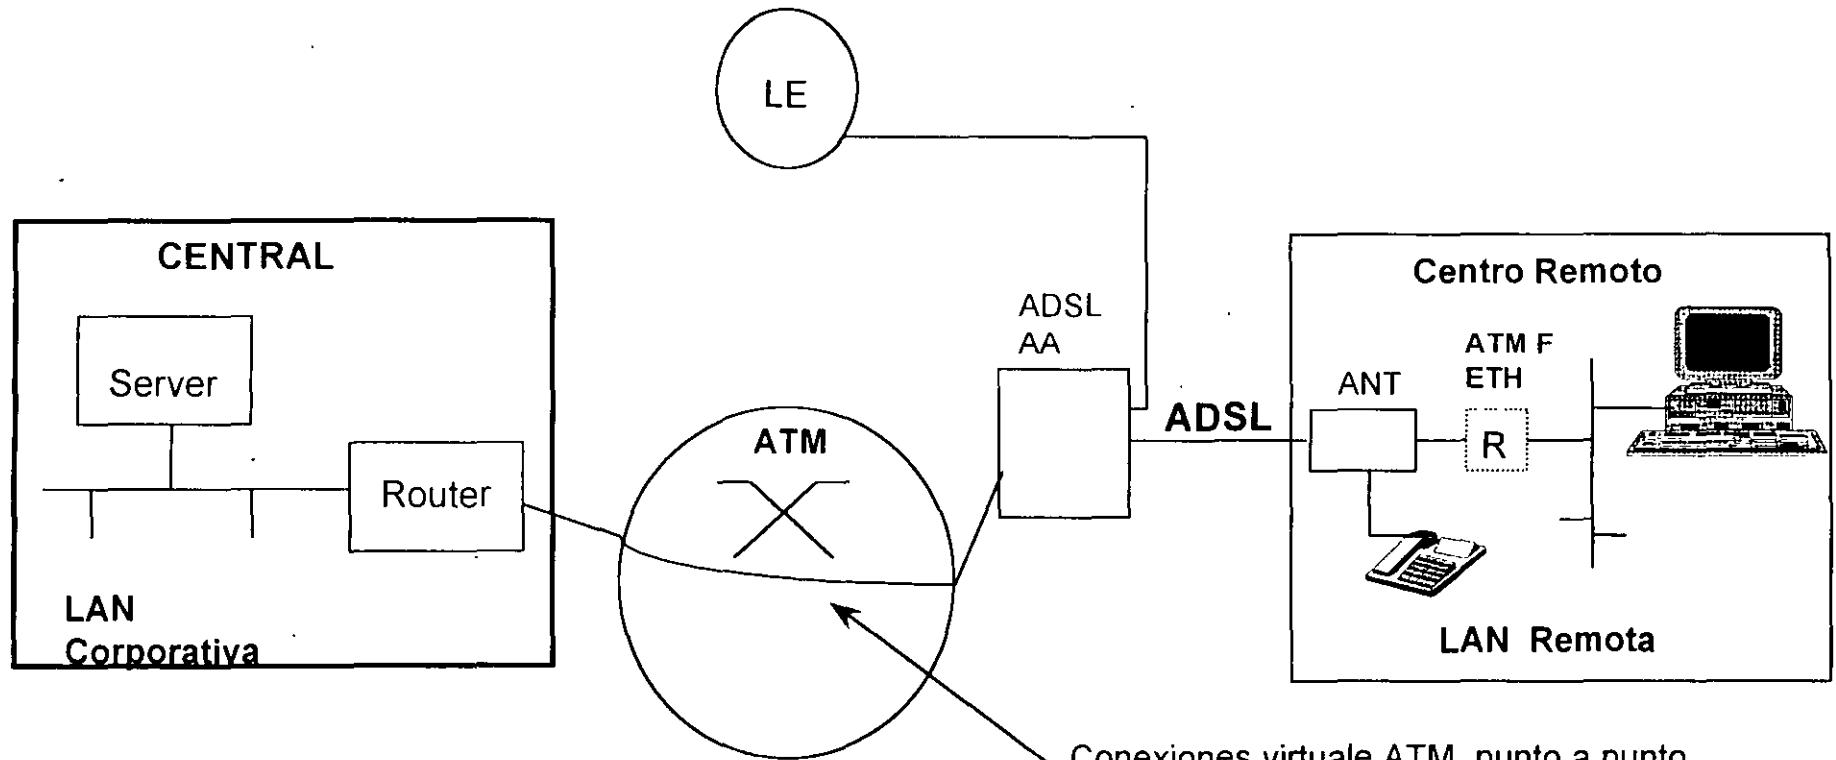 LE
CENTRAL
Server
Router
LAN
Corporativa
ATM
ADSL
AA
ADSL
Centro Remoto
ANT
ATM F
ETH
R
LAN Remota
Conexiones virtuale ATM punto a punto